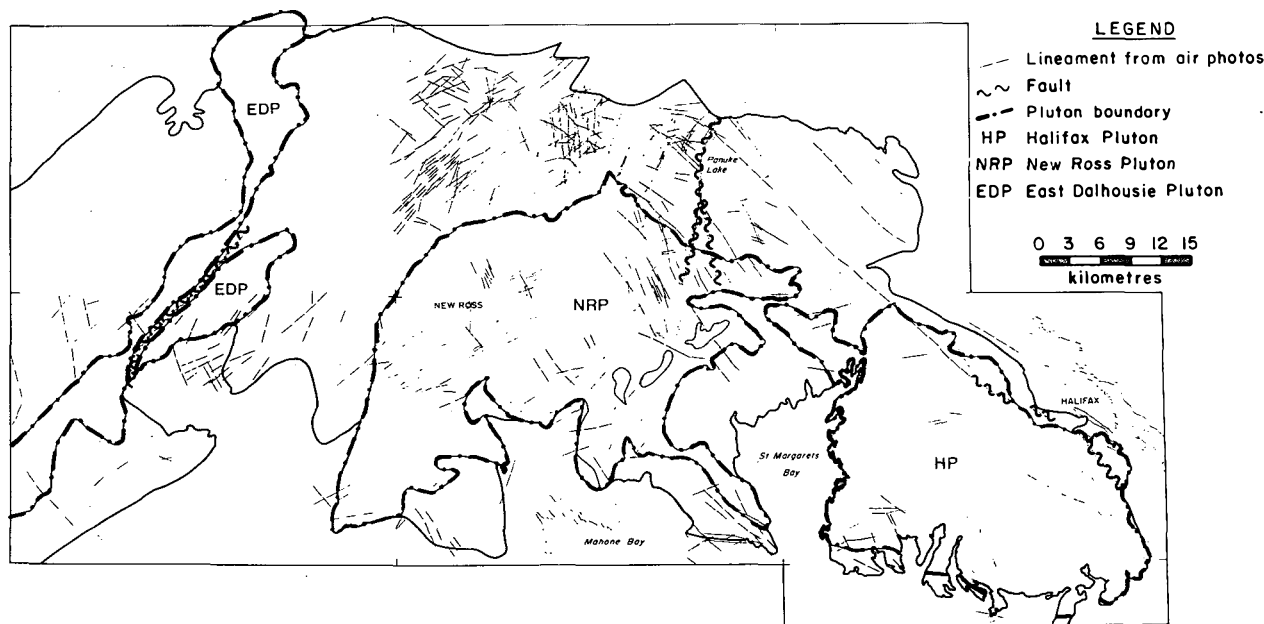 LEGEND
Lineament from air photos
Fault
Pluton boundary
HP Halifax Pluton
NRP New Ross Pluton
EDP East Dalhousie Pluton
0 3 6 9 12 15
kilometres
EDP
Panuke
Lake
EDP
NEW ROSS
NRP
HALIFAX
St Margarets
Bay
HP
Mahone Bay